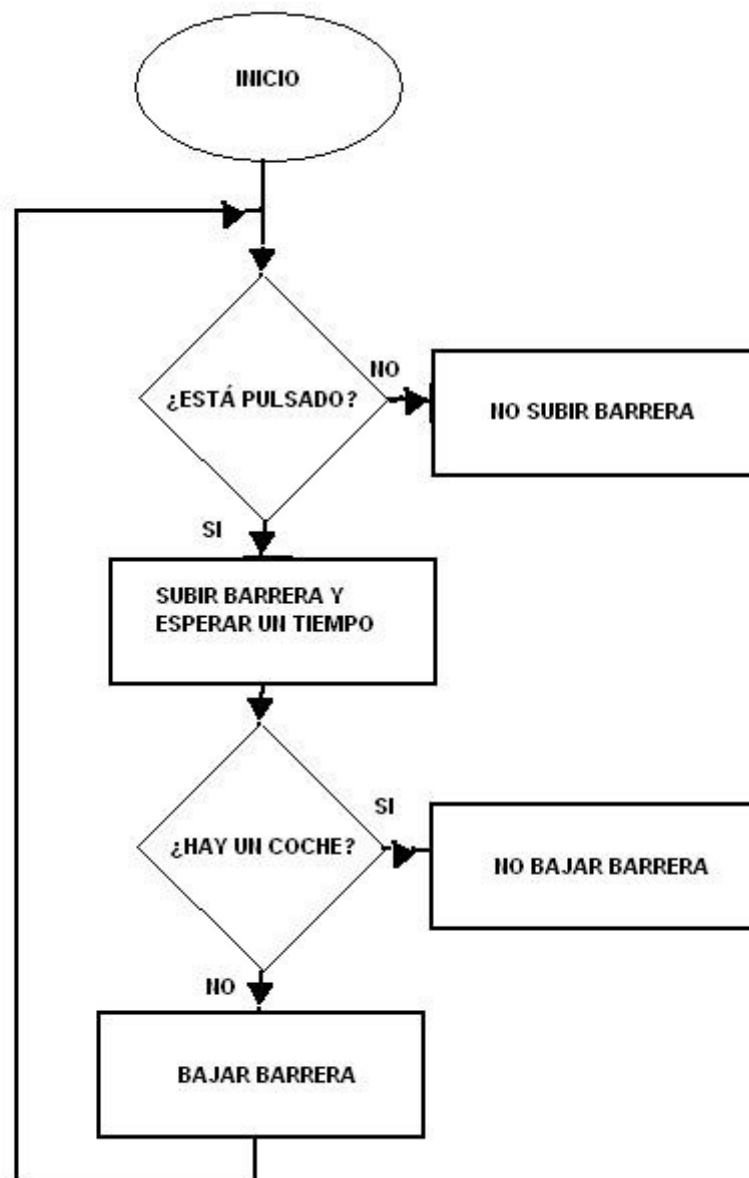 INICIO
¿ESTÁ PULSADO?
NO
NO SUBIR BARRERA
SI
SUBIR BARRERA Y
ESPERAR UN TIEMPO
¿HAY UN COCHE?
SI
NO BAJAR BARRERA
NO
BAJAR BARRERA